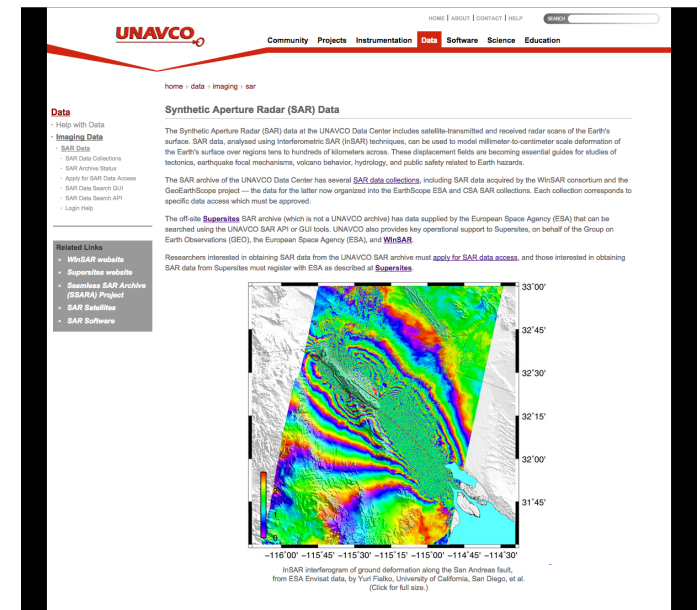 HOME | ABOUT | CONTACT | HELP
SEARCH
UNAVCO
Community Projects Instrumentation Data Software Science Education
home » data » imaging » sar
Data
- Help with Data
- Imaging Data
- SAR Data
- SAR Data Collections
- SAR Archive Status
- Apply for SAR Data Access
- SAR Data Search GUI
- SAR Data Search API
- Login Help
Related Links
• WInSAR website
• Supersites website
• Seamless SAR Archive
(SSARA) Project
• SAR Satellites
• SAR Software
Synthetic Aperture Radar (SAR) Data
The Synthetic Aperture Radar (SAR) data at the UNAVCO Data Center includes satellite-transmitted and received radar scans of the Earth's
surface. SAR data, analysed using Interferometric SAR (InSAR) techniques, can be used to model millimeter-to-centimeter scale deformation of
the Earth's surface over regions tens to hundreds of kilometers across. These displacement fields are becoming essential guides for studies of
tectonics, earthquake focal mechanisms, volcano behavior, hydrology, and public safety related to Earth hazards.
The SAR archive of the UNAVCO Data Center has several SAR data collections, including SAR data acquired by the WInSAR consortium and the
GeoEarthScope project — the data for the latter now organized into the EarthScope ESA and CSA SAR collections. Each collection corresponds to
specific data access which must be approved.
The off-site Supersites SAR archive (which is not a UNAVCO archive) has data supplied by the European Space Agency (ESA) that can be
searched using the UNAVCO SAR API or GUI tools. UNAVCO also provides key operational support to Supersites, on behalf of the Group on
Earth Observations (GEO), the European Space Agency (ESA), and WInSAR.
Researchers interested in obtaining SAR data from the UNAVCO SAR archive must apply for SAR data access, and those interested in obtaining
SAR data from Supersites must register with ESA as described at Supersites.
33˚00'
32˚45'
32˚30'
32˚15'
32˚00'
31˚45'
−116˚00' −115˚45' −115˚30' −115˚15' −115˚00' −114˚45' −114˚30'
InSAR interferogram of ground deformation along the San Andreas fault,
from ESA Envisat data, by Yuri Fialko, University of California, San Diego, et al.
(Click for full size.)